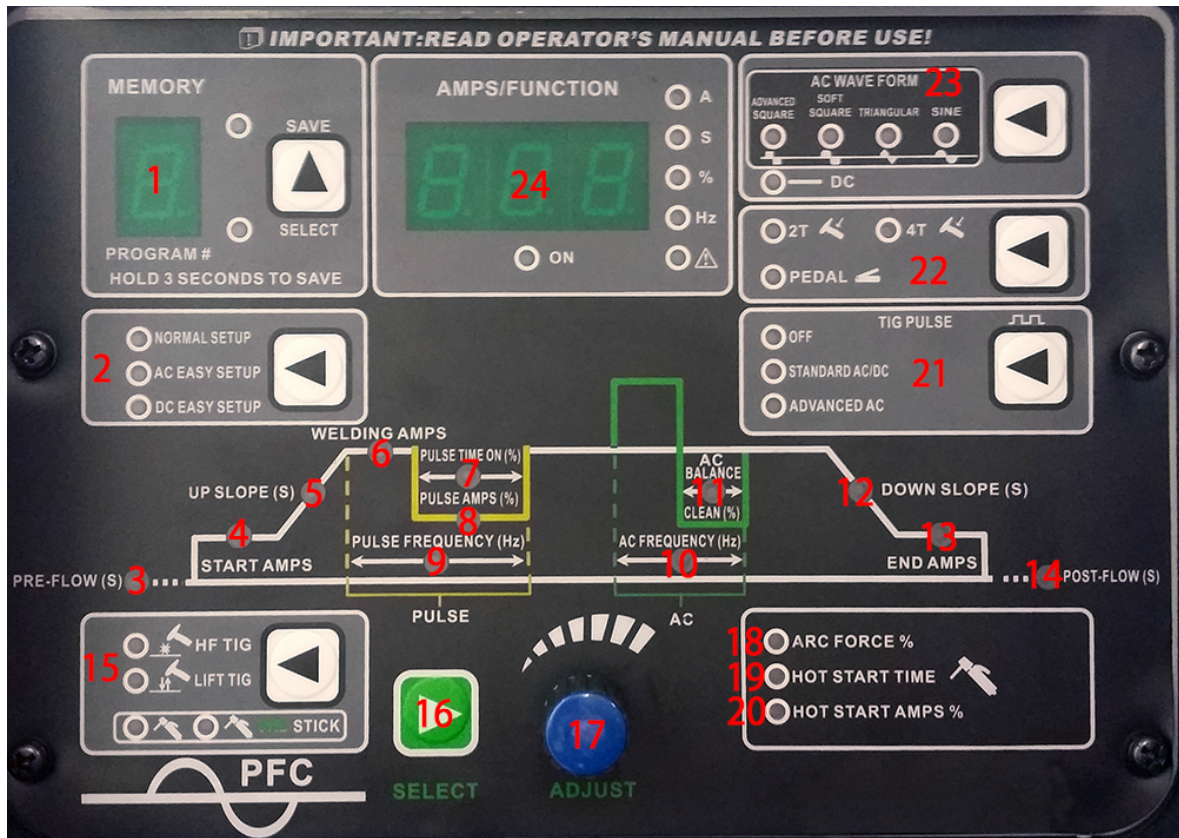 IMPORTANT:READ OPERATOR'S MANUAL BEFORE USE!
MEMORY
1
SAVE
SELECT
PROGRAM #
HOLD 3 SECONDS TO SAVE
AMPS/FUNCTION
24
A
S
%
Hz
ON
AC WAVE FORM
23
ADVANCED SQUARE
SOFT SQUARE
TRIANGULAR
SINE
DC
2T
4T
PEDAL
22
2
NORMAL SETUP
AC EASY SETUP
DC EASY SETUP
TIG PULSE
OFF
STANDARD AC/DC
ADVANCED AC
21
WELDING AMPS
6
PULSE TIME ON (%)
7
PULSE AMPS (%)
8
UP SLOPE (S)
5
4
START AMPS
PULSE FREQUENCY (Hz)
9
PRE-FLOW (S)
3
PULSE
AC
BALANCE
11
CLEAN (%)
AC FREQUENCY (Hz)
10
AC
12
DOWN SLOPE (S)
13
END AMPS
14
POST-FLOW (S)
15
HF TIG
LIFT TIG
STICK
PFC
16
SELECT
17
ADJUST
18
ARC FORCE %
19
HOT START TIME
20
HOT START AMPS %